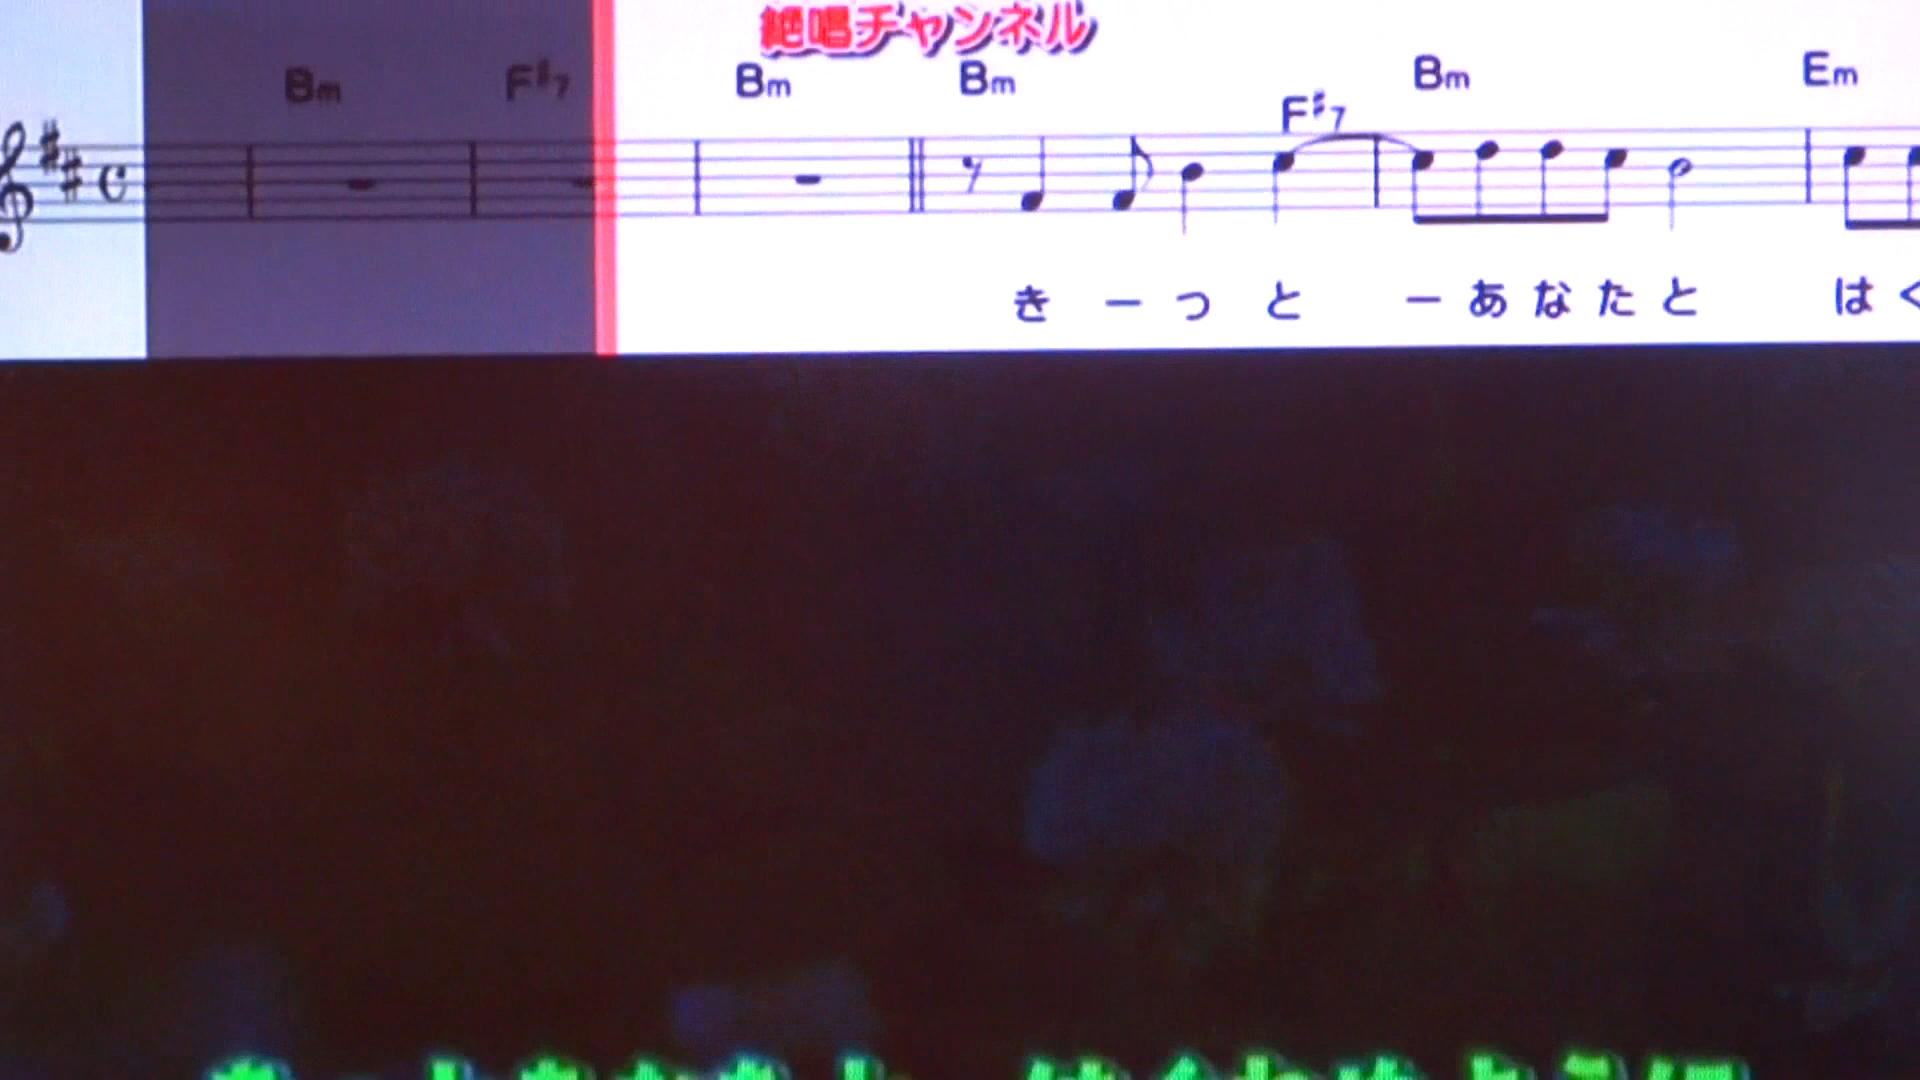 絶唱チャンネル
Bm F#7 Bm Bm F#7 Bm Em
き ー っ と ー あ な た と は く